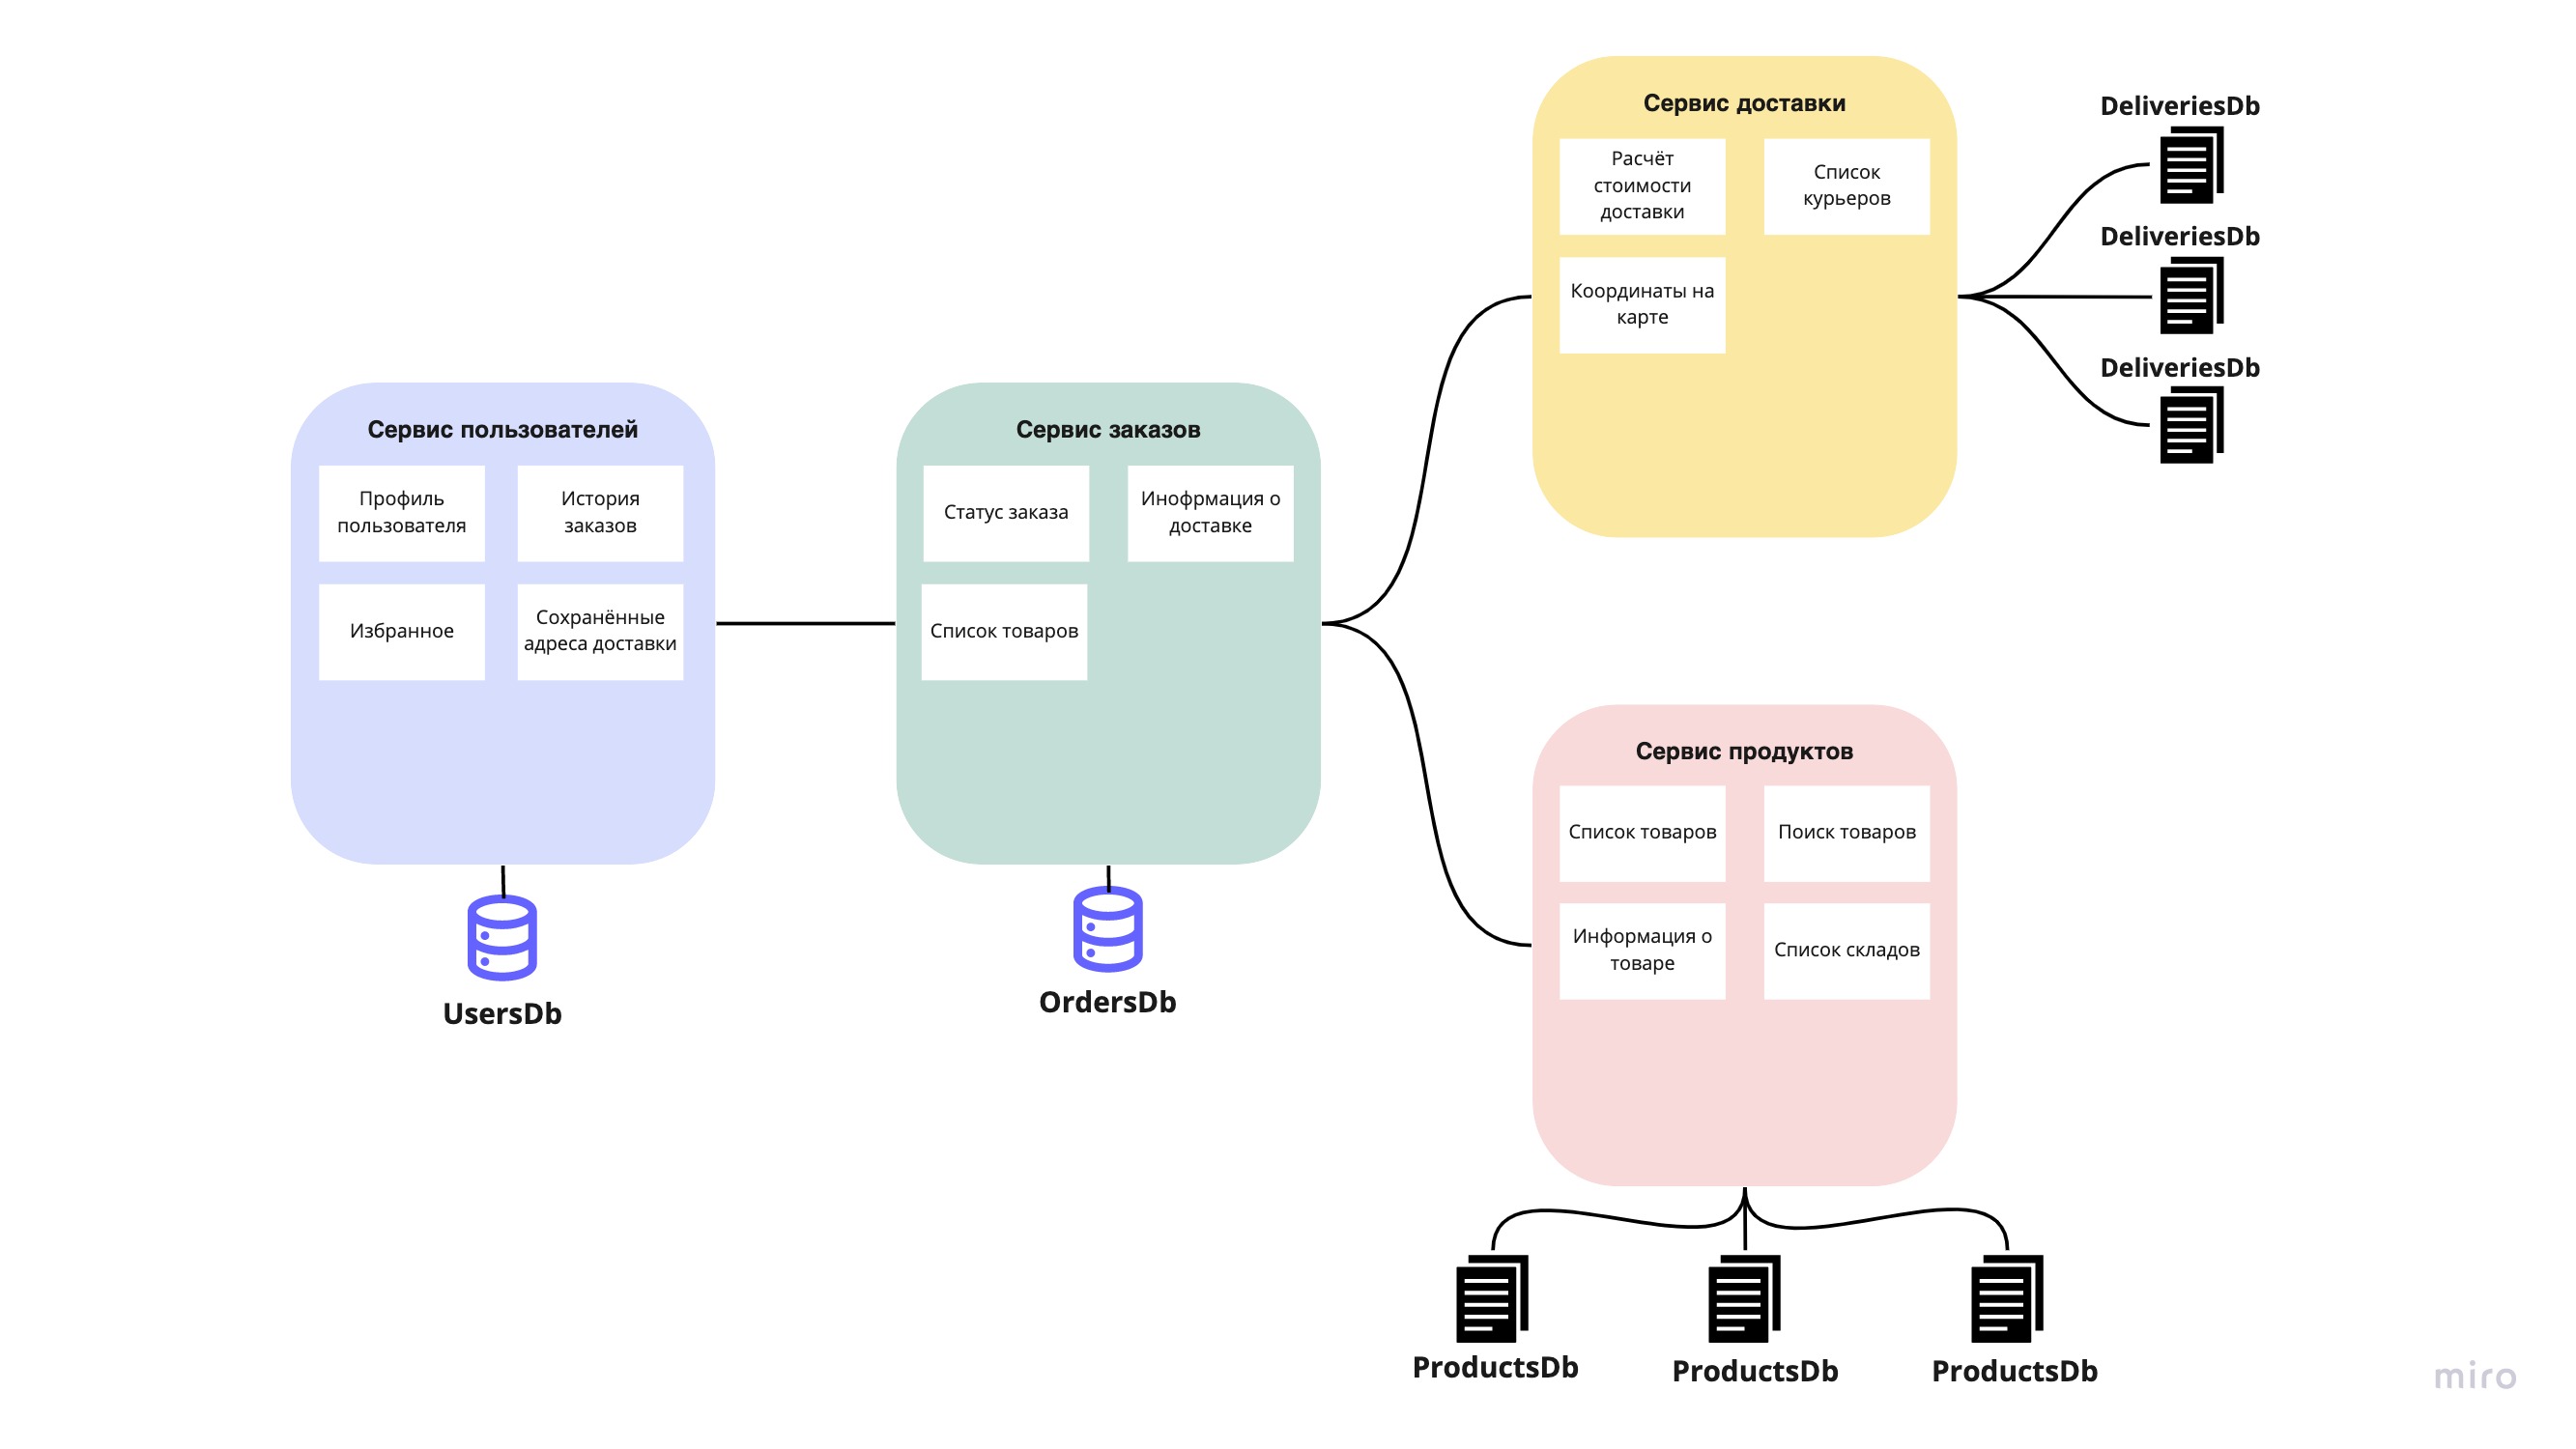 Сервис пользователей
Профиль
пользователя
История
заказов
Избранное
Сохранённые
адреса доставки
UsersDb
Сервис заказов
Статус заказа
Инофрмация о
доставке
Список товаров
OrdersDb
Сервис доставки
Расчёт
стоимости
доставки
Список
курьеров
Координаты на
карте
DeliveriesDb
DeliveriesDb
DeliveriesDb
Сервис продуктов
Список товаров
Поиск товаров
Информация о
товаре
Список складов
ProductsDb
ProductsDb
ProductsDb
miro